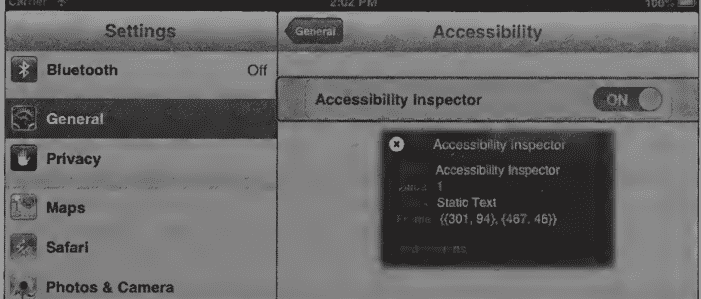 Carrier
2:02 PM
100%
Settings
General
Accessibility
Bluetooth Off
General
Privacy
Maps
Safari
Photos & Camera
Accessibility Inspector ON
Accessibility Inspector
Accessibility Inspector
1
Static Text
Frame {{301, 94}, {467, 46}}